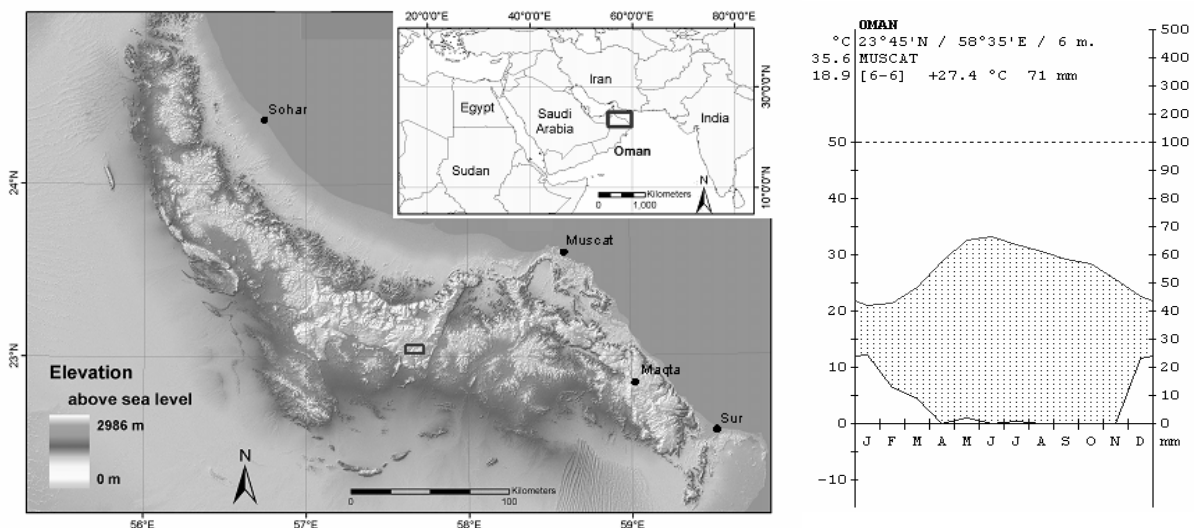 20°0'0"E 40°0'0"E 60°0'0"E 80°0'0"E
30°0'0"N
10°0'0"N
Iran
Egypt
Saudi
Arabia
India
Oman
Sudan
Kilometers
0 1,000
N
Sohar
Muscat
Maqta
Sur
24°N
23°N
Elevation
above sea level
2986 m
0 m
N
Kilometers
0 100
56°E 57°E 58°E 59°E
OMAN
°C 23°45'N / 58°35'E / 6 m.
35.6 MUSCAT
18.9 [6-6] +27.4 °C 71 mm
500
400
300
200
50 100
90
40 80
70
30 60
50
20 40
30
10 20
10
0 0
J F M A M J J A S O N D mm
-10